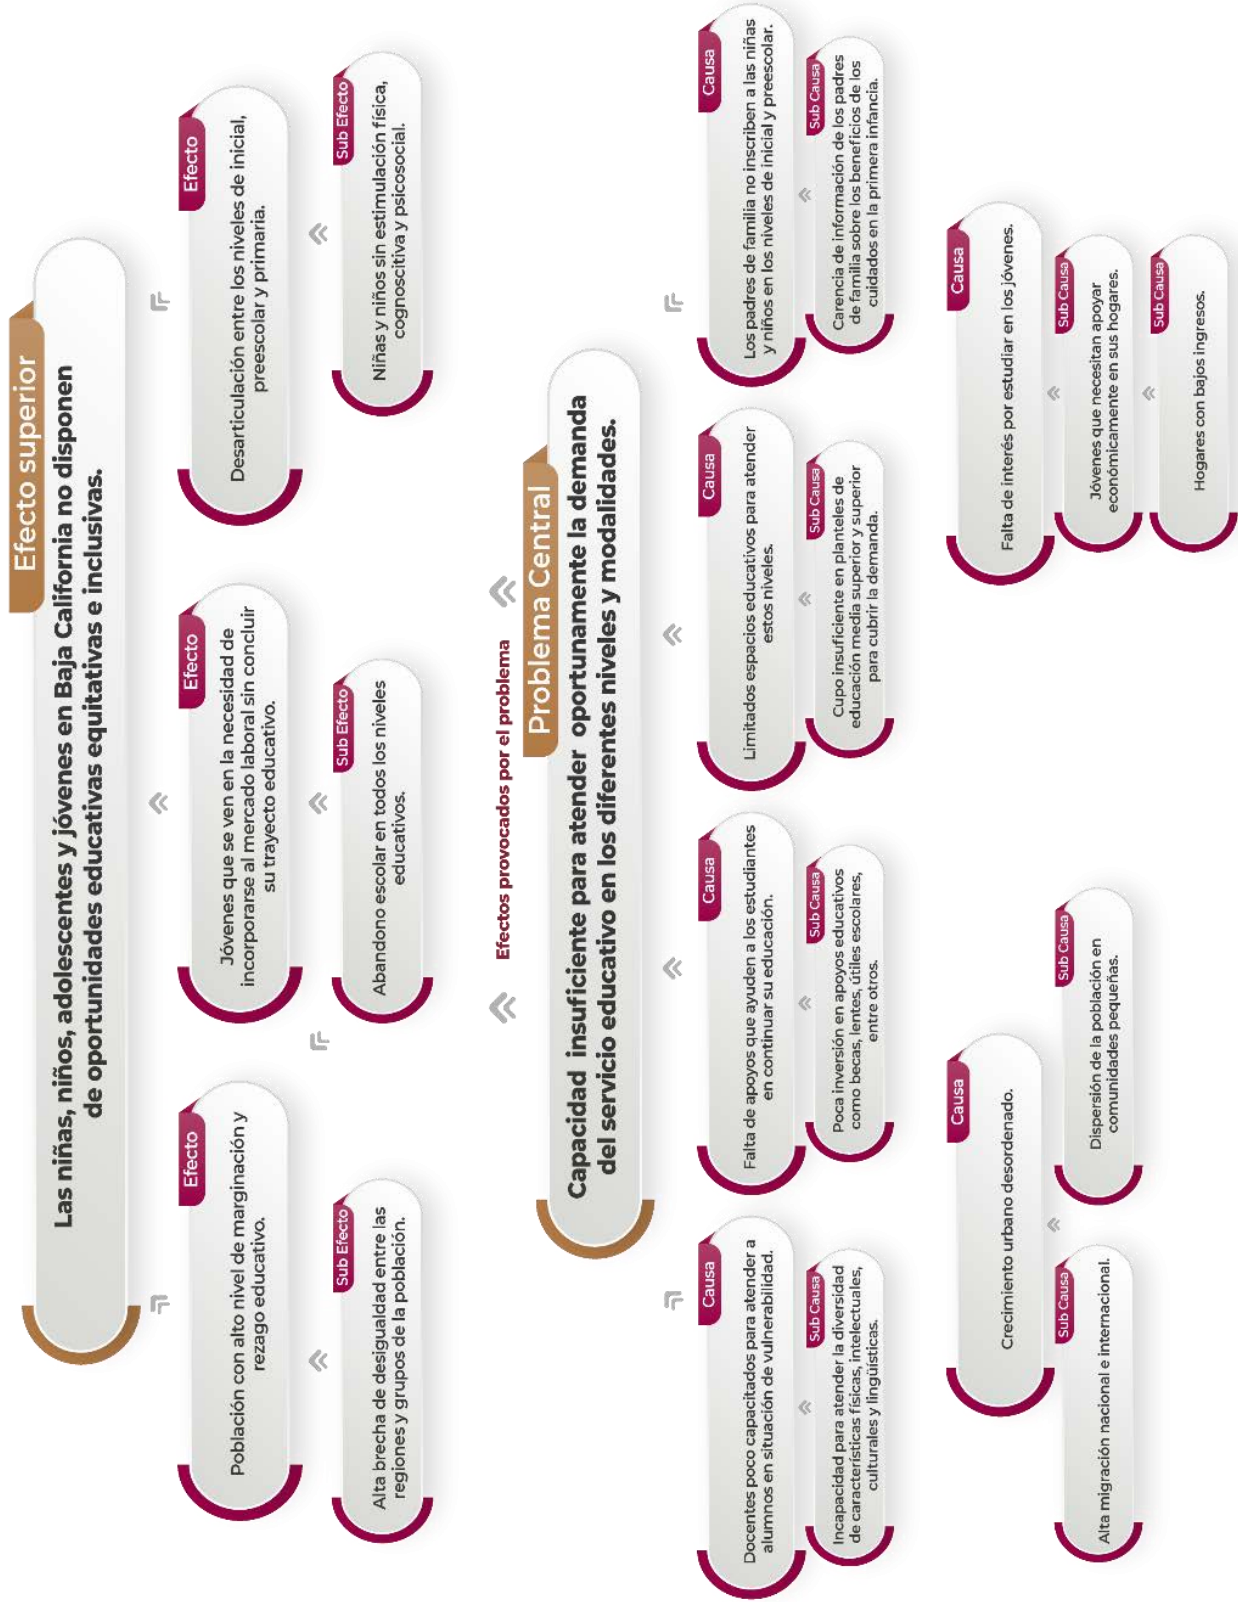 Efecto superior
Las niñas, niños, adolescentes y jóvenes en Baja California no disponen
de oportunidades educativas equitativas e inclusivas.
Efecto
Población con alto nivel de marginación y
rezago educativo.
Sub Efecto
Alta brecha de desigualdad entre las
regiones y grupos de la población.
Efecto
Jóvenes que se ven en la necesidad de
incorporarse al mercado laboral sin concluir
su trayecto educativo.
Sub Efecto
Abandono escolar en todos los niveles
educativos.
Efecto
Desarticulación entre los niveles de inicial,
preescolar y primaria.
Sub Efecto
Niñas y niños sin estimulación física,
cognoscitiva y psicosocial.
Efectos provocados por el problema
Problema Central
Capacidad insuficiente para atender oportunamente la demanda
del servicio educativo en los diferentes niveles y modalidades.
Causa
Docentes poco capacitados para atender a
alumnos en situación de vulnerabilidad.
Sub Causa
Incapacidad para atender la diversidad
de características físicas, intelectuales,
culturales y lingüísticas.
Causa
Falta de apoyos que ayuden a los estudiantes
en continuar su educación.
Sub Causa
Poca inversión en apoyos educativos
como becas, lentes, útiles escolares,
entre otros.
Causa
Limitados espacios educativos para atender
estos niveles.
Sub Causa
Cupo insuficiente en planteles de
educación media superior y superior
para cubrir la demanda.
Causa
Los padres de familia no inscriben a las niñas
y niños en los niveles de inicial y preescolar.
Sub Causa
Carencia de información de los padres
de familia sobre los beneficios de los
cuidados en la primera infancia.
Causa
Crecimiento urbano desordenado.
Sub Causa
Alta migración nacional e internacional.
Sub Causa
Dispersión de la población en
comunidades pequeñas.
Causa
Falta de interés por estudiar en los jóvenes.
Sub Causa
Jóvenes que necesitan apoyar
económicamente en sus hogares.
Sub Causa
Hogares con bajos ingresos.